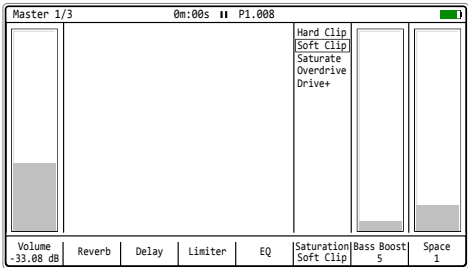 Master 1/3 0m:00s P1.008
Hard Clip
Soft Clip
Saturate
Overdrive
Drive+
Volume Reverb Delay Limiter EQ Saturation Bass Boost Space
-33.08 dB Soft Clip 5 1